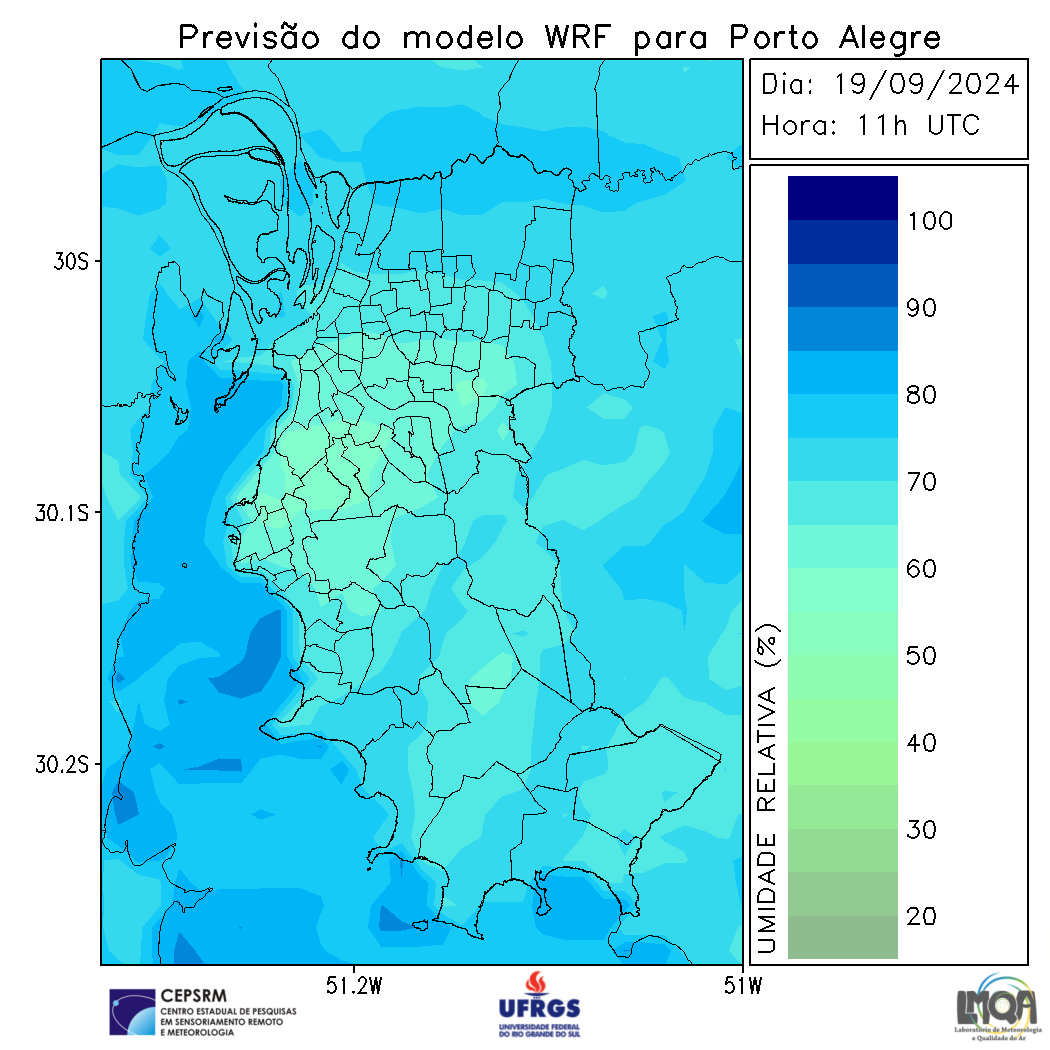 Previsão do modelo WRF para Porto Alegre
Dia: 19/09/2024
Hora: 11h UTC
100
90
80
70
60
50
40
30
20
UMIDADE RELATIVA (%)
30S
30.1S
30.2S
51.2W
51W
CEPSRM
CENTRO ESTADUAL DE PESQUISAS
EM SENSORIAMENTO REMOTO
E METEOROLOGIA
UFRGS
UNIVERSIDADE FEDERAL
DO RIO GRANDE DO SUL
LMQA
Laboratório de Meteorologia
e Qualidade do Ar